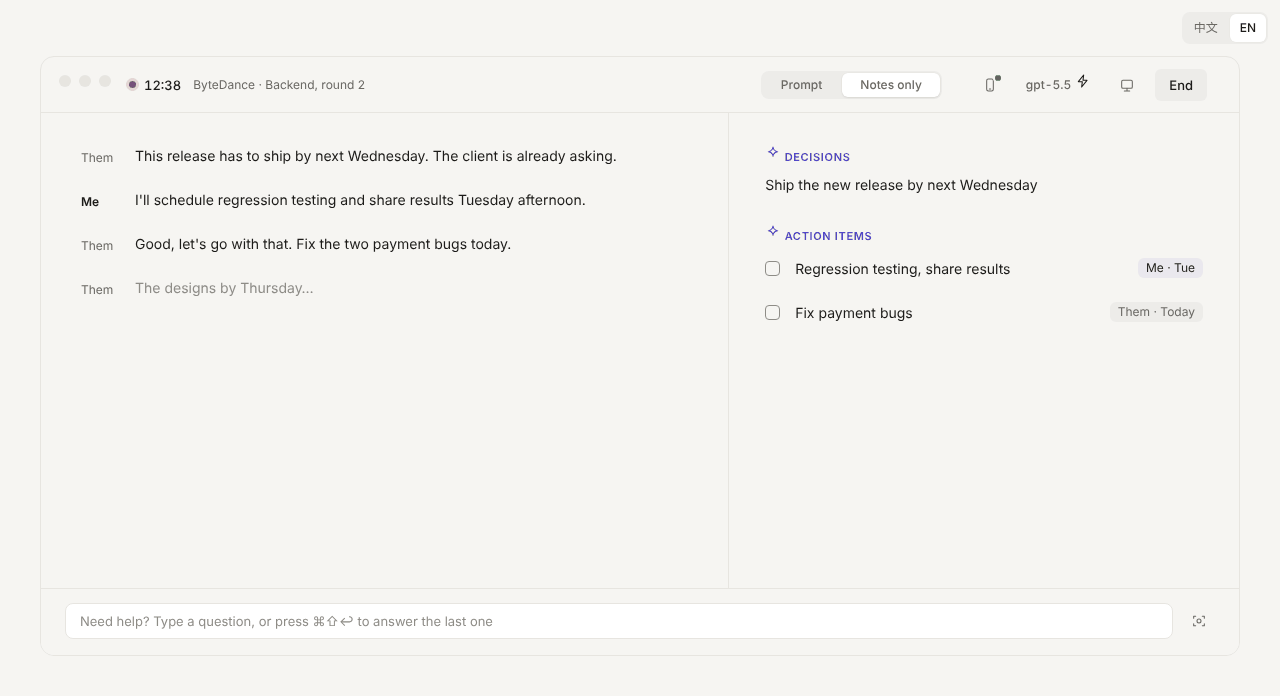 中文 EN
12:38 ByteDance · Backend, round 2
Prompt Notes only
gpt-5.5
End
Them This release has to ship by next Wednesday. The client is already asking.
Me I'll schedule regression testing and share results Tuesday afternoon.
Them Good, let's go with that. Fix the two payment bugs today.
Them The designs by Thursday…
DECISIONS
Ship the new release by next Wednesday
ACTION ITEMS
Regression testing, share results Me · Tue
Fix payment bugs Them · Today
Need help? Type a question, or press ⌘⇧↩ to answer the last one